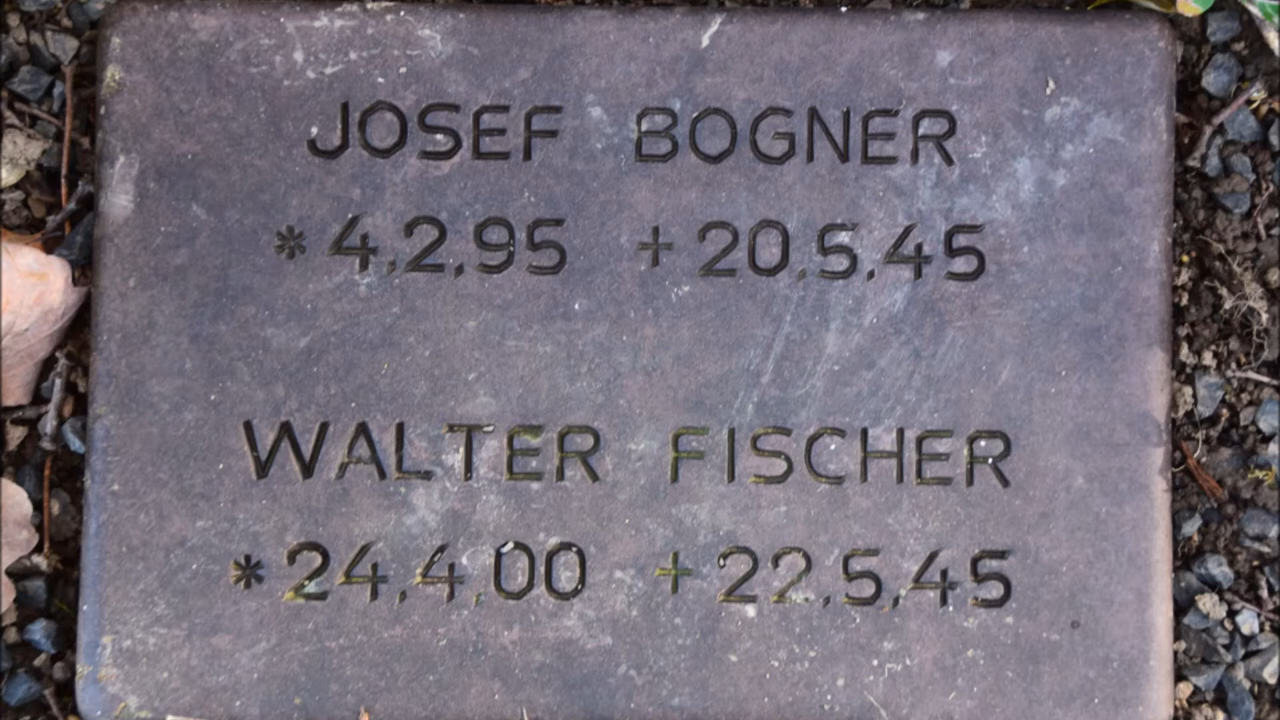 JOSEF BOGNER
* 4.2.95 + 20.5.45
WALTER FISCHER
* 24.4.00 + 22.5.45